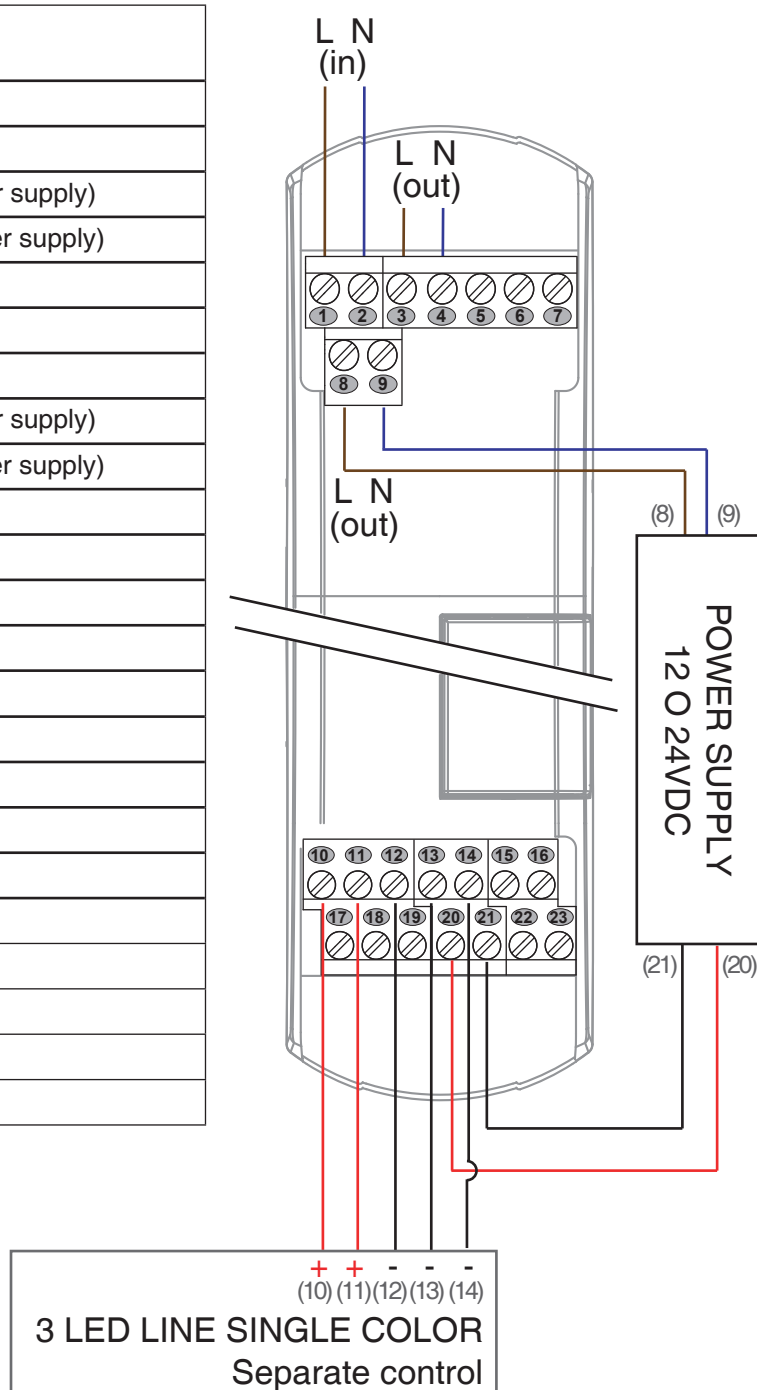 r supply)
er supply)
r supply)
er supply)
L N
(in)
L N
(out)
1 2 3 4 5 6 7
8 9
L N
(out)
(8) (9)
POWER SUPPLY
12 O 24VDC
10 11 12 13 14 15 16
17 18 19 20 21 22 23
(21) (20)
+ + - - -
(10) (11) (12) (13) (14)
3 LED LINE SINGLE COLOR
Separate control